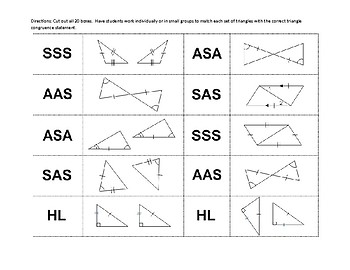 Directions: Cut out all 20 boxes. Have students work individually or in small groups to match each set of triangles with the correct triangle
congruence statement.
SSS ASA
AAS SAS
ASA SSS
SAS AAS
HL HL